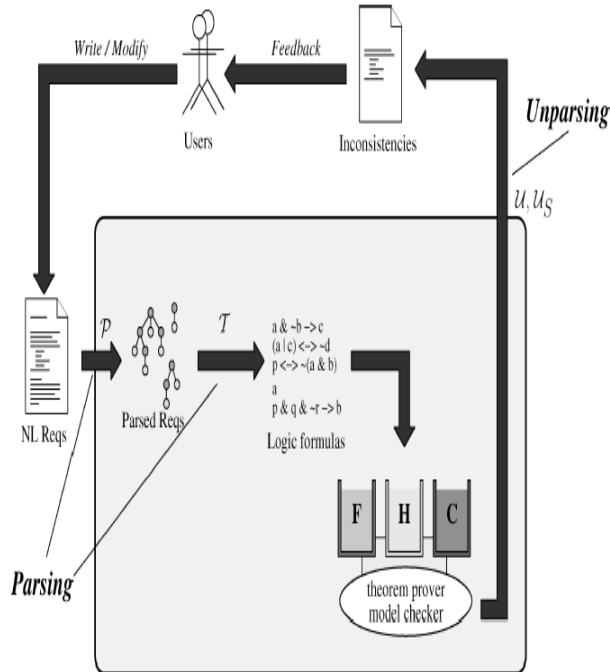 Write / Modify
Feedback
Users
Inconsistencies
Unparsing
U, U_S
NL Reqs
P
Parsed Reqs
T
a & ~b –> c
(a | c) <–> ~d
p <–> ~(a & b)
a
p & q & ~r –> b
Logic formulas
Parsing
F
H
C
theorem prover
model checker